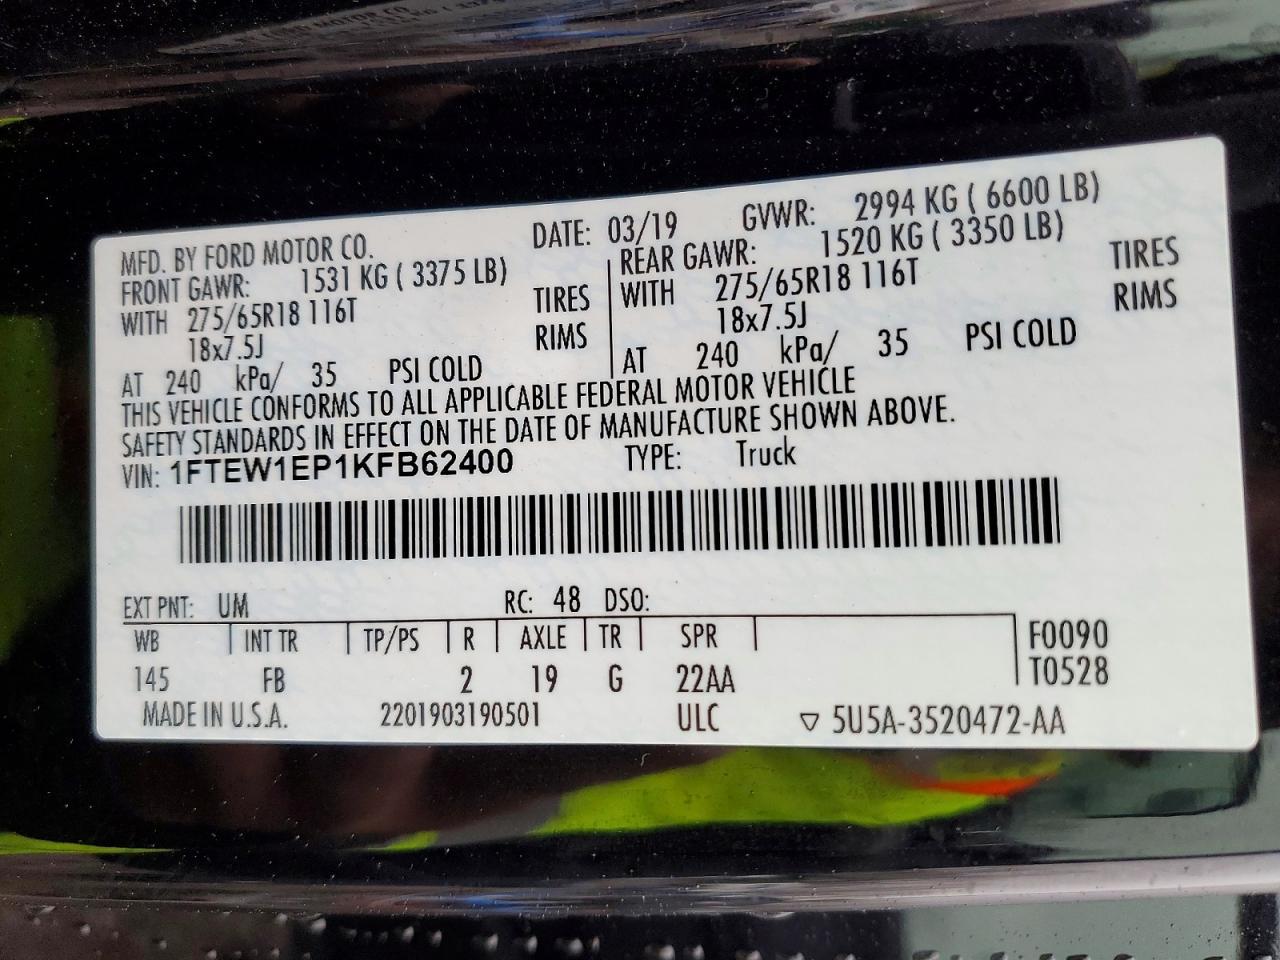 MFD. BY FORD MOTOR CO. DATE: 03/19 GVWR: 2994 KG ( 6600 LB)
FRONT GAWR: 1531 KG ( 3375 LB) REAR GAWR: 1520 KG ( 3350 LB)
WITH 275/65R18 116T TIRES WITH 275/65R18 116T TIRES
18x7.5J RIMS 18x7.5J RIMS
AT 240 kPa/ 35 PSI COLD AT 240 kPa/ 35 PSI COLD
THIS VEHICLE CONFORMS TO ALL APPLICABLE FEDERAL MOTOR VEHICLE
SAFETY STANDARDS IN EFFECT ON THE DATE OF MANUFACTURE SHOWN ABOVE.
VIN: 1FTEW1EP1KFB62400 TYPE: Truck
EXT PNT: UM RC: 48 DSO:
WB INT TR TP/PS R AXLE TR SPR F0090
145 FB 2 19 G 22AA T0528
MADE IN U.S.A. 2201903190501 ULC ▽ 5U5A-3520472-AA